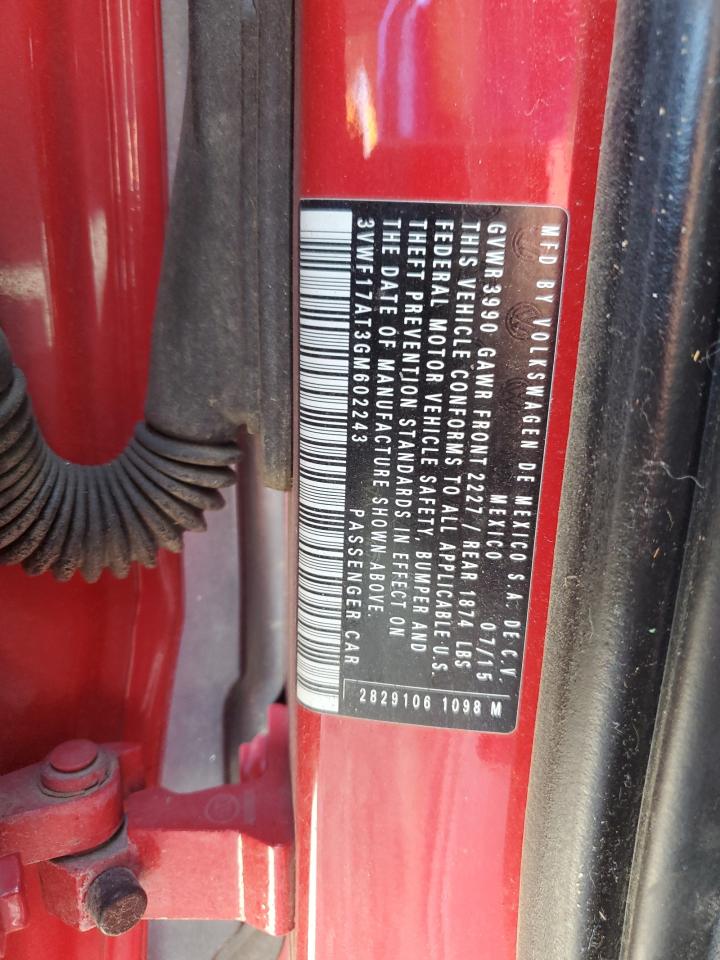 MFD BY VOLKSWAGEN DE MEXICO S.A. DE C.V.
MEXICO 07/15
GVWR 3990 GAWR FRONT 2227/ REAR 1874 LBS
THIS VEHICLE CONFORMS TO ALL APPLICABLE U.S.
FEDERAL MOTOR VEHICLE SAFETY, BUMPER AND
THEFT PREVENTION STANDARDS IN EFFECT ON
THE DATE OF MANUFACTURE SHOWN ABOVE.
3VWF17AT3GM602243 PASSENGER CAR
2829106 1098 M